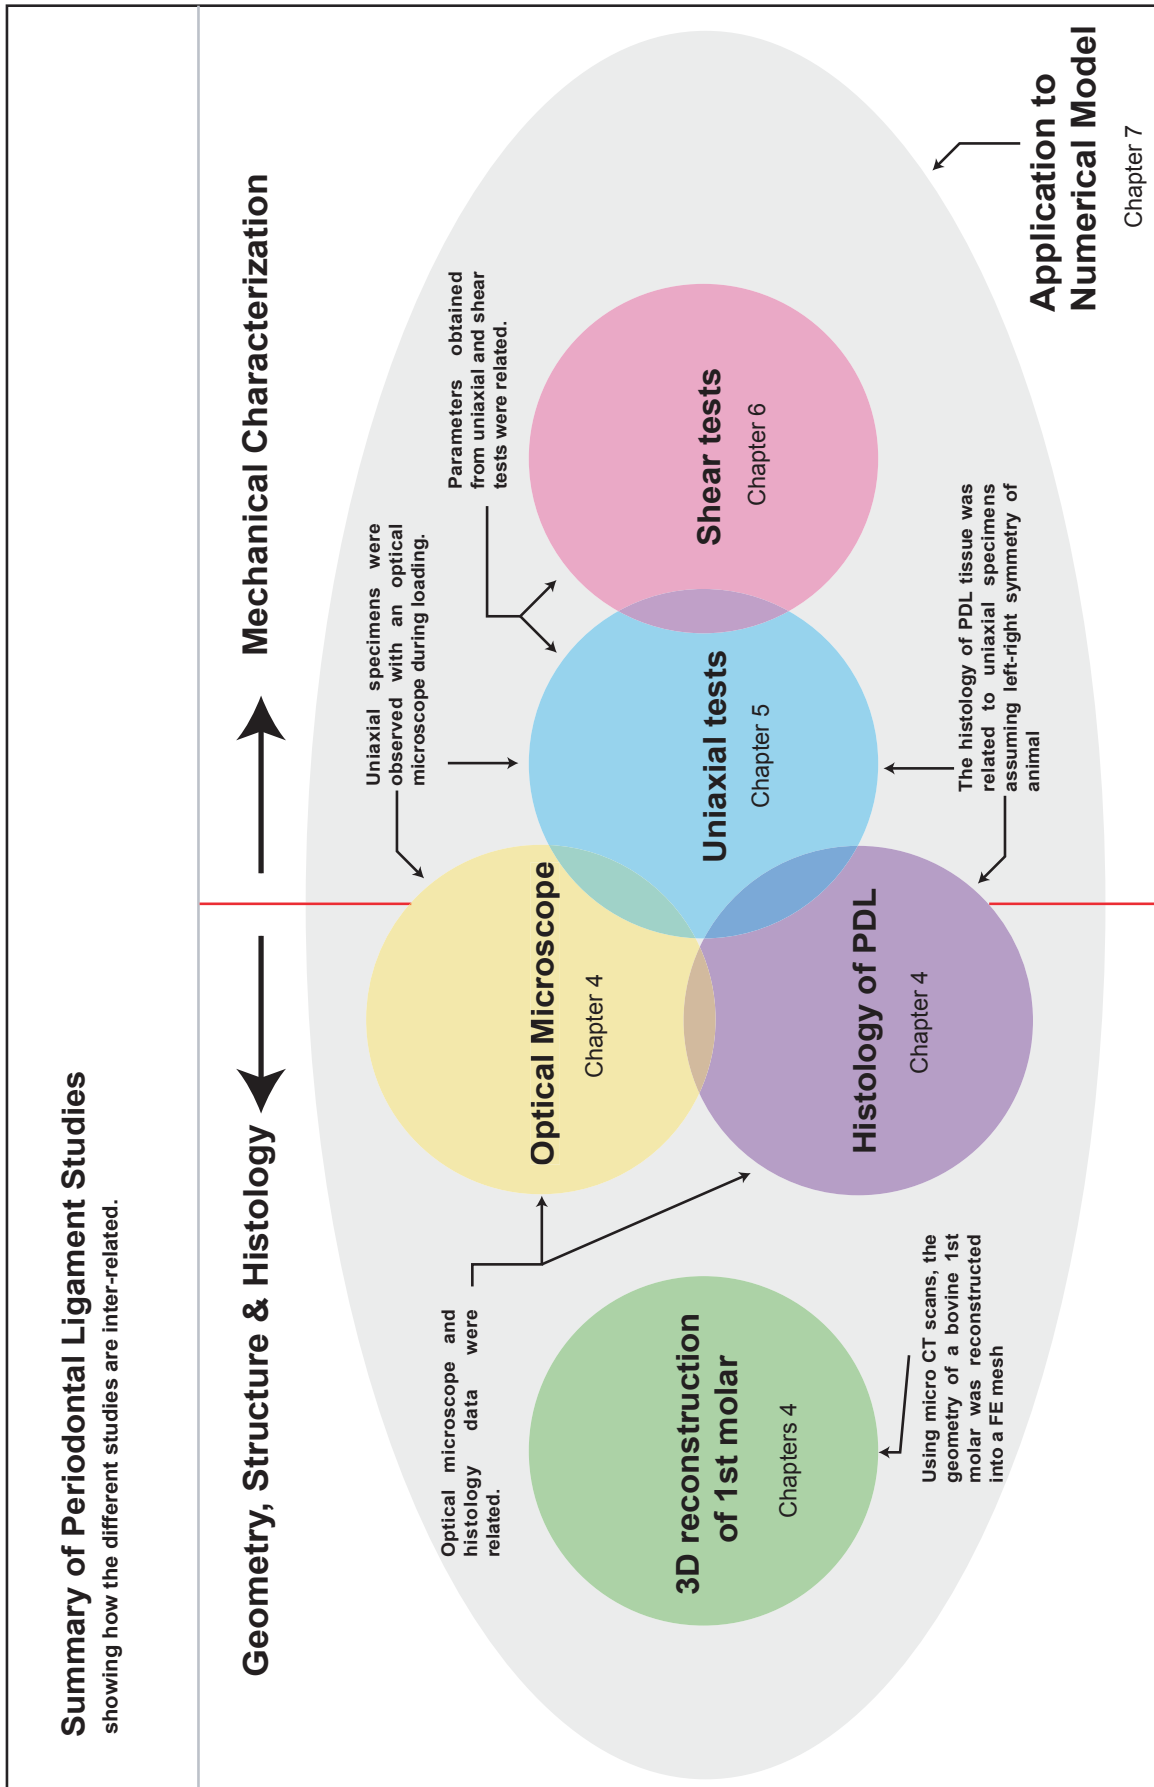 Summary of Periodontal Ligament Studies
showing how the different studies are inter-related.
Geometry, Structure & Histology
Mechanical Characterization
Uniaxial specimens were
observed with an optical
microscope during loading.
Parameters obtained
from uniaxial and shear
tests were related.
Optical microscope and
histology data were
related.
Optical Microscope
Chapter 4
3D reconstruction
of 1st molar
Chapters 4
Uniaxial tests
Chapter 5
Shear tests
Chapter 6
Histology of PDL
Chapter 4
Using micro CT scans, the
geometry of a bovine 1st
molar was reconstructed
into a FE mesh
The histology of PDL tissue was
related to uniaxial specimens
assuming left-right symmetry of
animal
Application to
Numerical Model
Chapter 7